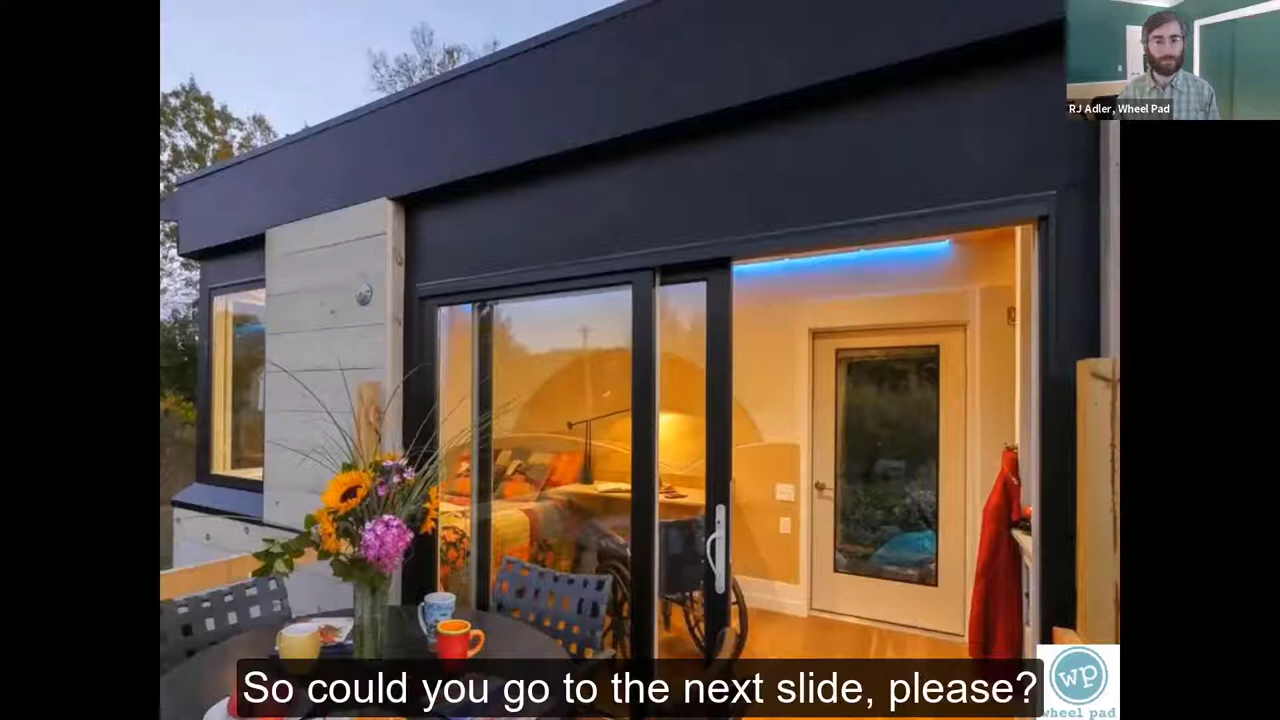 RJ Adler, Wheel Pad
So could you go to the next slide, please?
wp
wheel pad